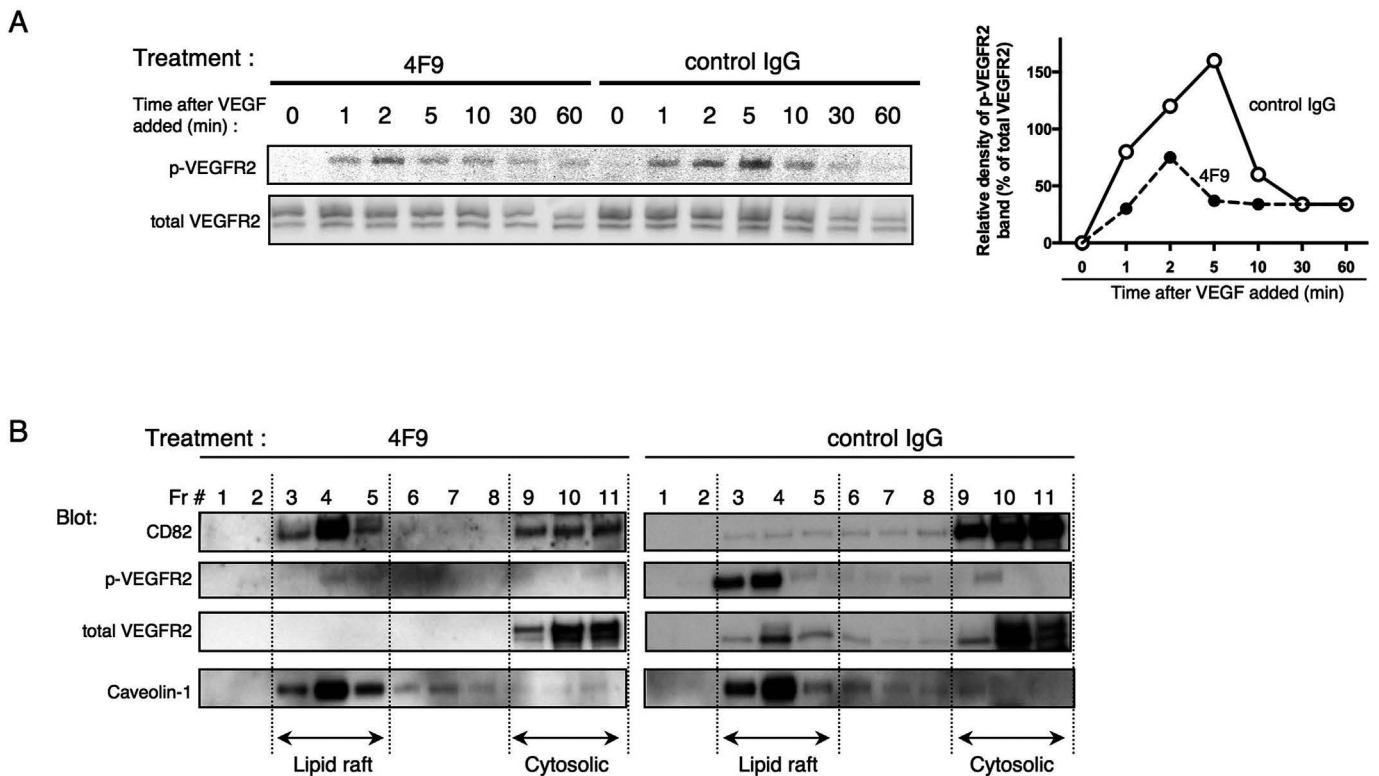 A
Treatment :
4F9
control IgG
Time after VEGF
added (min) :
0 1 2 5 10 30 60 0 1 2 5 10 30 60
p-VEGFR2
total VEGFR2
Relative density of p-VEGFR2
band (% of total VEGFR2)
150
100
50
0
control IgG
4F9
0 1 2 5 10 30 60
Time after VEGF added (min)
B
Treatment :
4F9
control IgG
Fr # 1 2 3 4 5 6 7 8 9 10 11 1 2 3 4 5 6 7 8 9 10 11
Blot:
CD82
p-VEGFR2
total VEGFR2
Caveolin-1
Lipid raft
Cytosolic
Lipid raft
Cytosolic